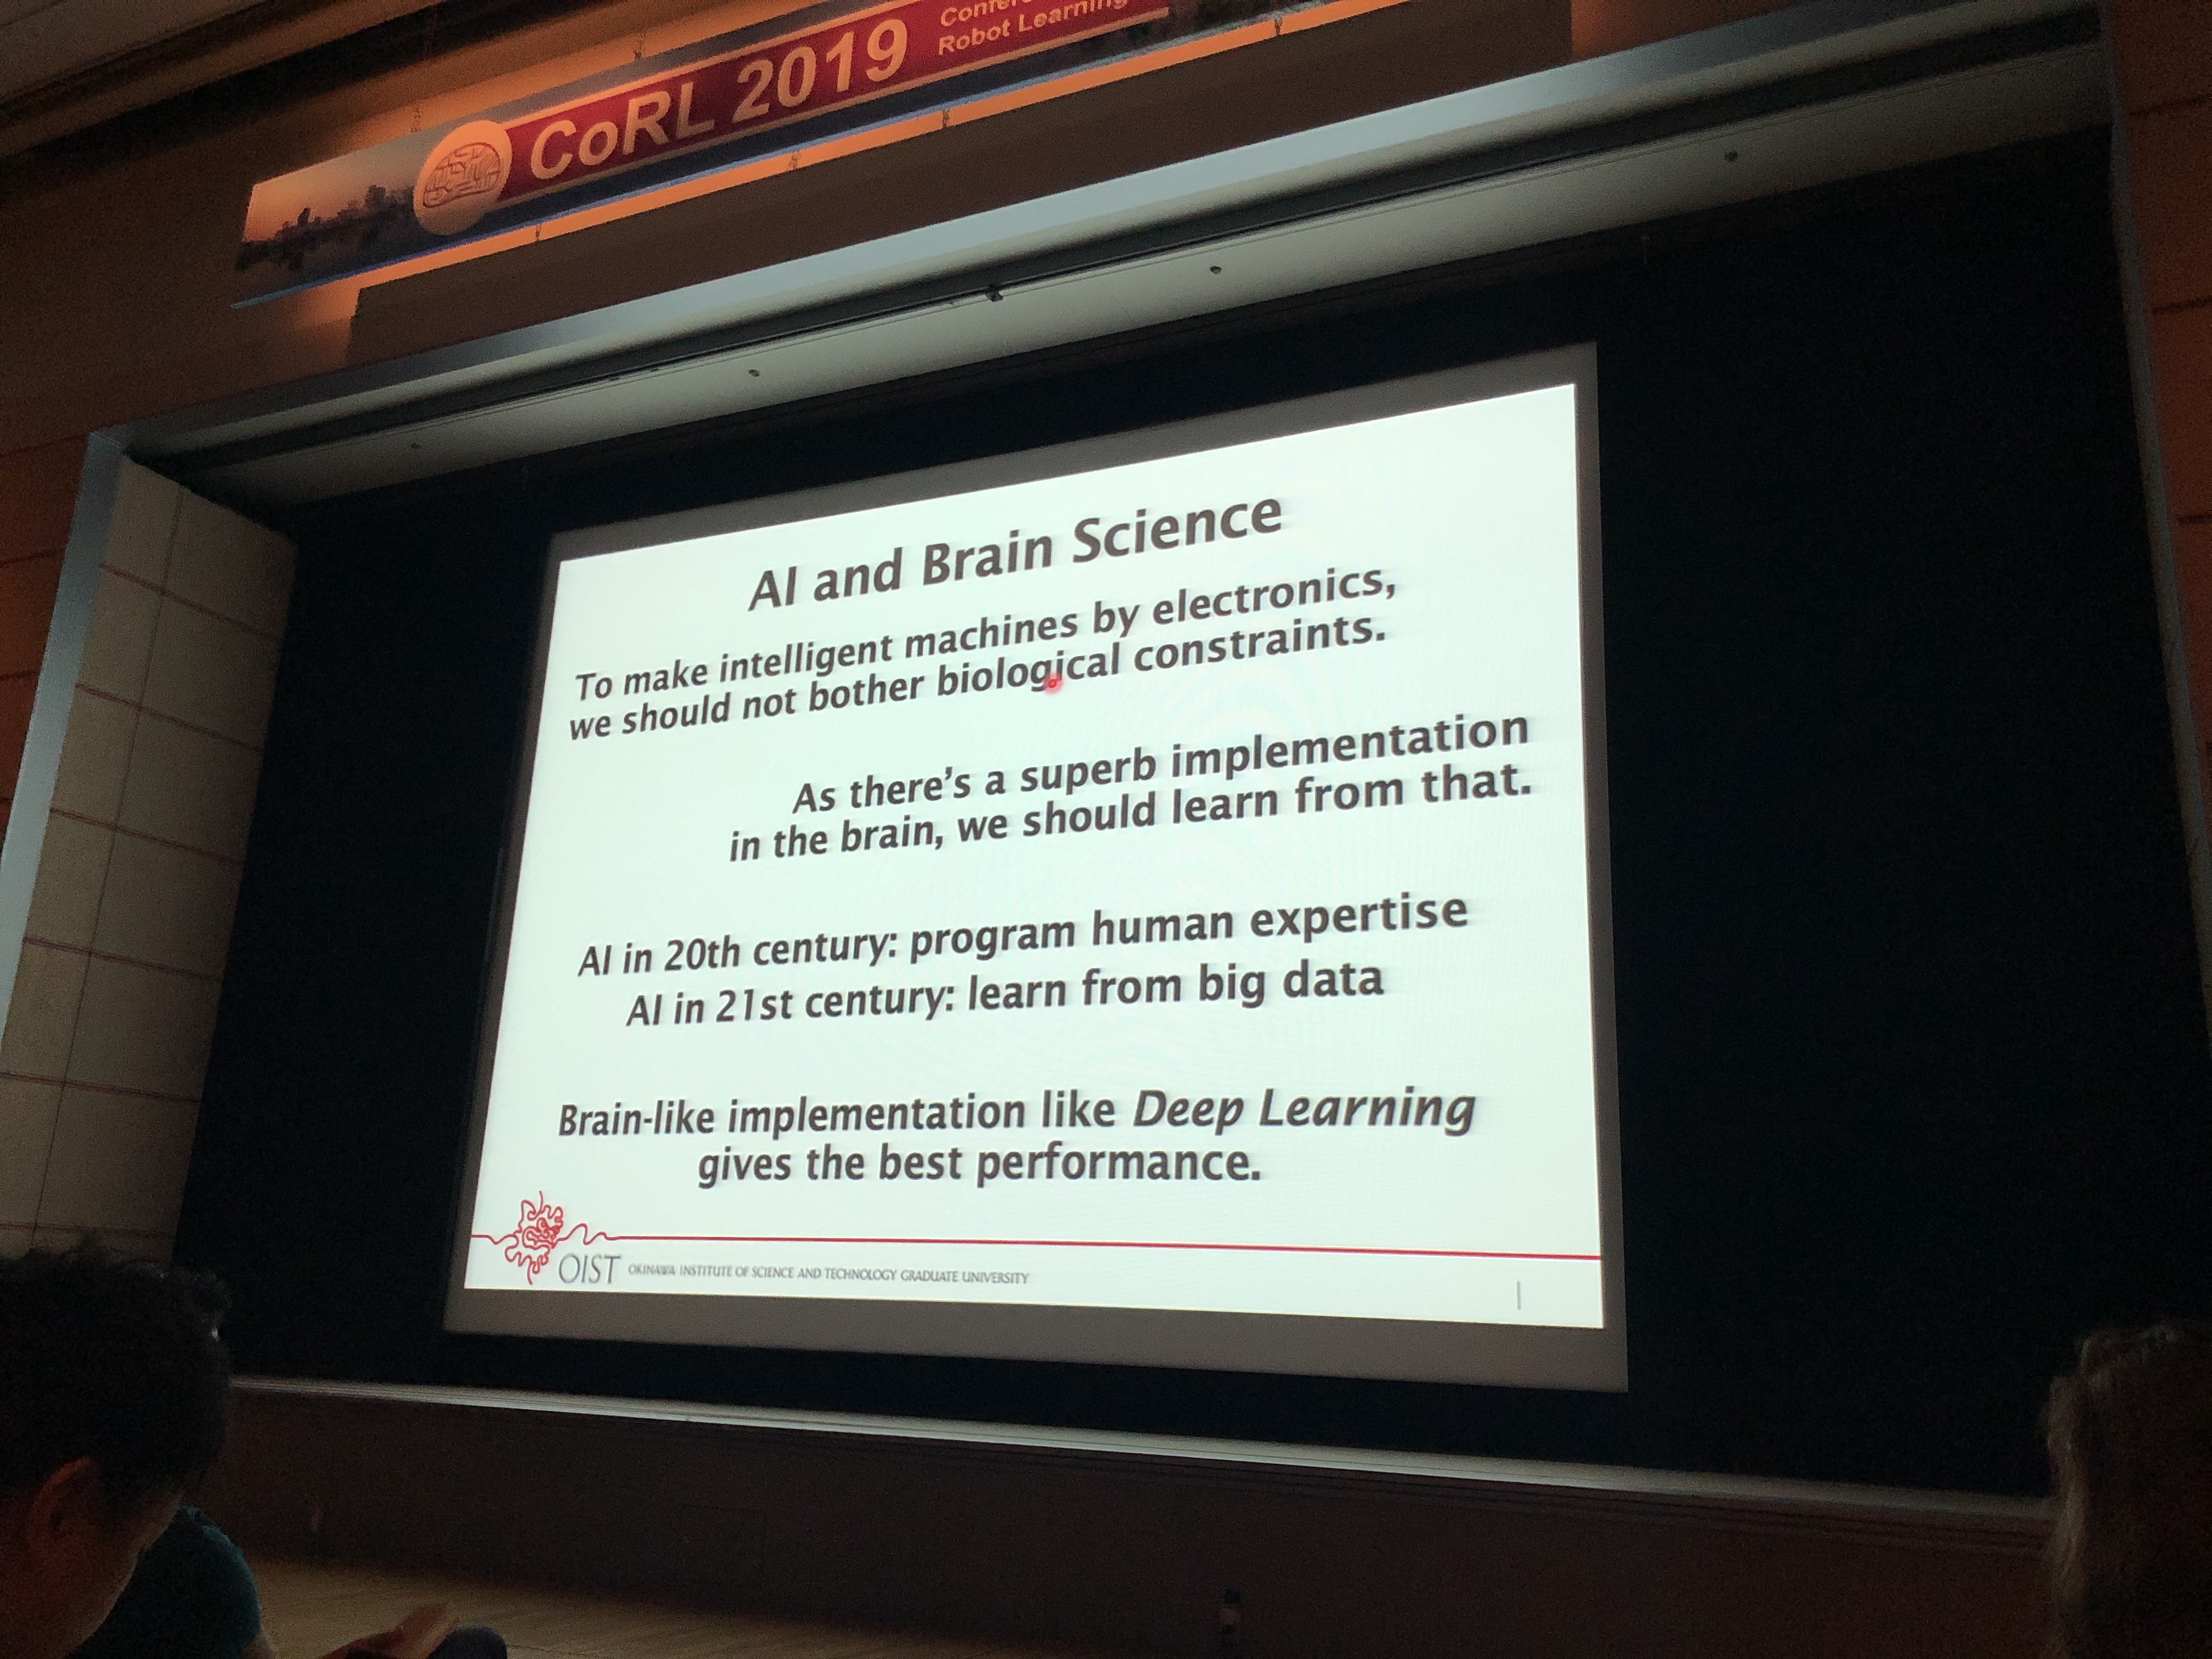 CoRL 2019
Robot Learning
AI and Brain Science
To make intelligent machines by electronics,
we should not bother biological constraints.
As there's a superb implementation
in the brain, we should learn from that.
AI in 20th century: program human expertise
AI in 21st century: learn from big data
Brain-like implementation like Deep Learning
gives the best performance.
OIST OKINAWA INSTITUTE OF SCIENCE AND TECHNOLOGY GRADUATE UNIVERSITY